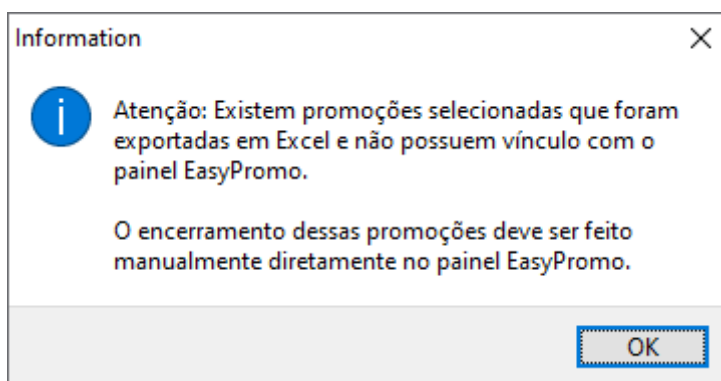 Information
Atenção: Existem promoções selecionadas que foram
exportadas em Excel e não possuem vínculo com o
painel EasyPromo.
O encerramento dessas promoções deve ser feito
manualmente diretamente no painel EasyPromo.
OK